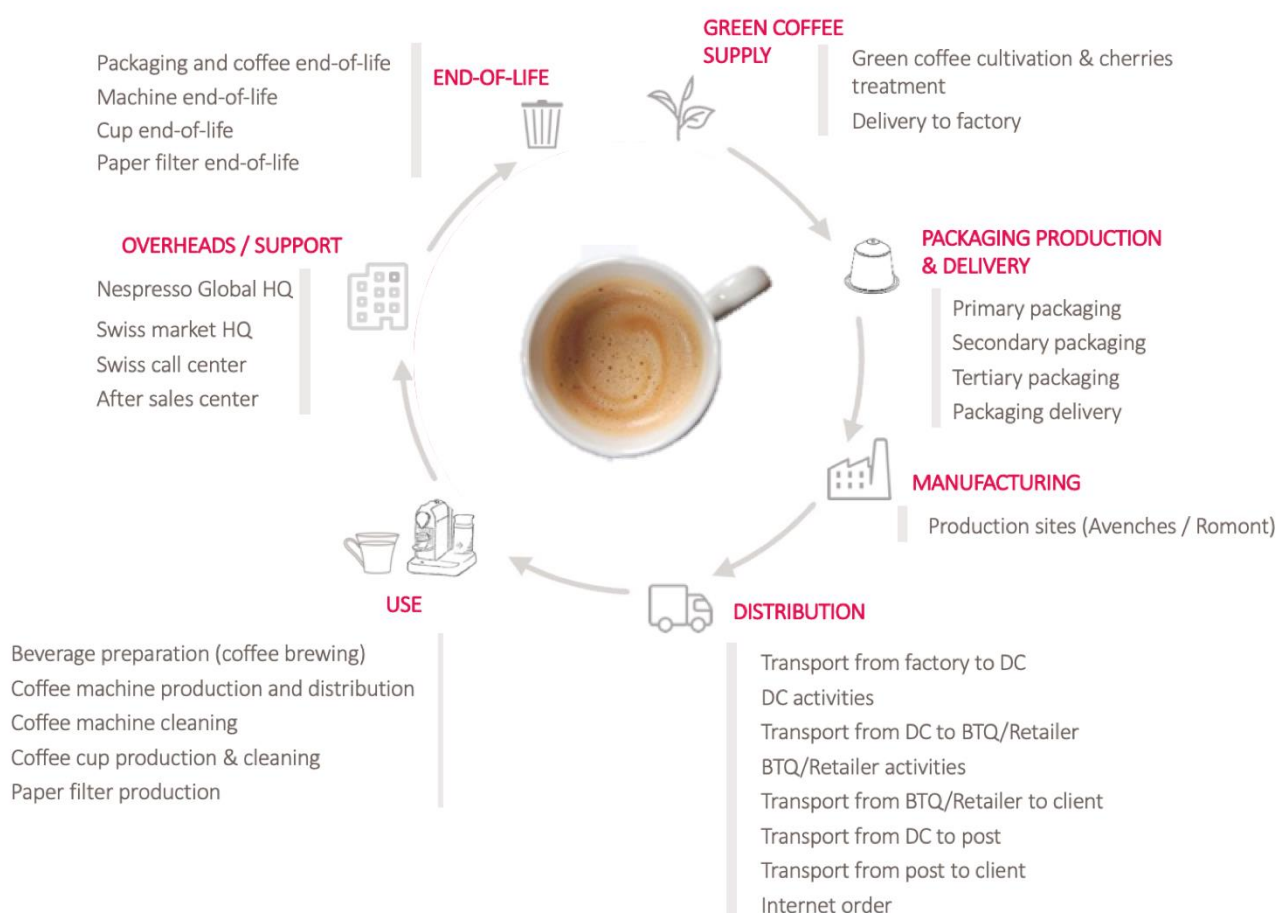 GREEN COFFEE
SUPPLY
Green coffee cultivation & cherries
treatment
Delivery to factory
PACKAGING PRODUCTION
& DELIVERY
Primary packaging
Secondary packaging
Tertiary packaging
Packaging delivery
MANUFACTURING
Production sites (Avenches / Romont)
DISTRIBUTION
Transport from factory to DC
DC activities
Transport from DC to BTQ/Retailer
BTQ/Retailer activities
Transport from BTQ/Retailer to client
Transport from DC to post
Transport from post to client
Internet order
USE
Beverage preparation (coffee brewing)
Coffee machine production and distribution
Coffee machine cleaning
Coffee cup production & cleaning
Paper filter production
OVERHEADS / SUPPORT
Nespresso Global HQ
Swiss market HQ
Swiss call center
After sales center
END-OF-LIFE
Packaging and coffee end-of-life
Machine end-of-life
Cup end-of-life
Paper filter end-of-life